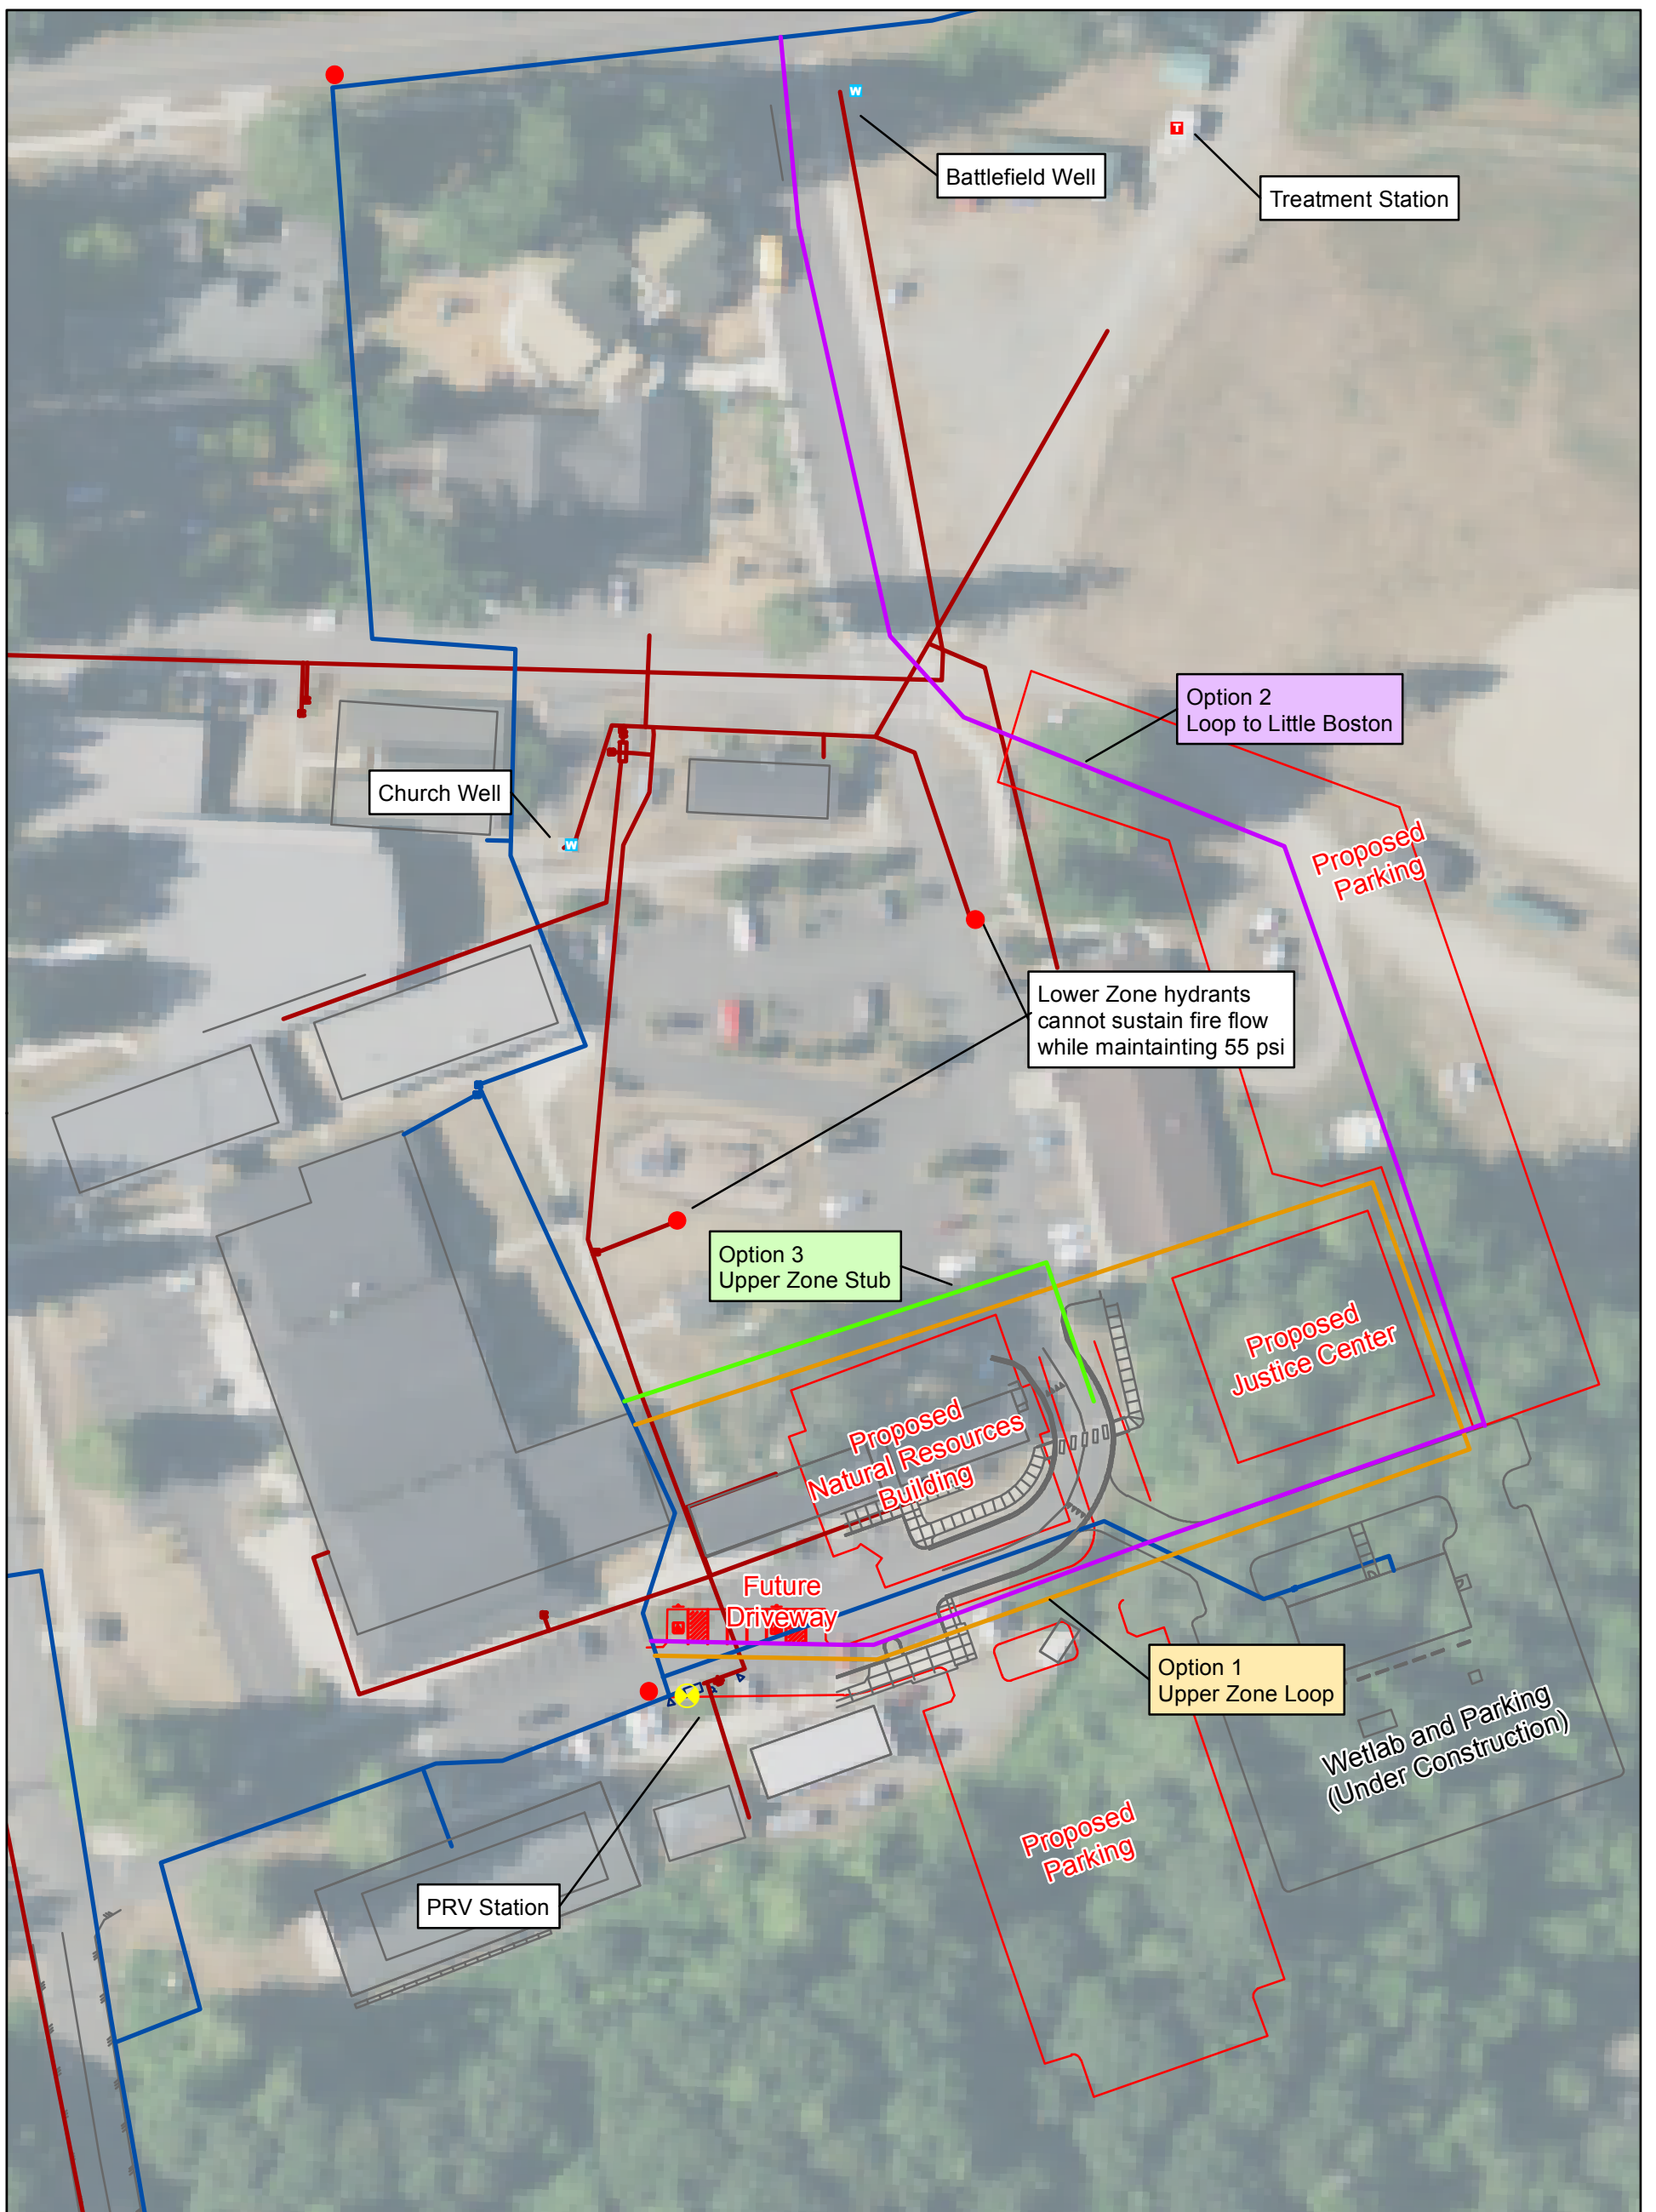 W
T
Battlefield Well
Treatment Station
Option 2
Loop to Little Boston
Church Well
W
Proposed
Parking
Lower Zone hydrants
cannot sustain fire flow
while maintainting 55 psi
Option 3
Upper Zone Stub
Proposed
Justice Center
Proposed
Natural Resources
Building
Future
Driveway
Option 1
Upper Zone Loop
Wetlab and Parking
(Under Construction)
Proposed
Parking
PRV Station